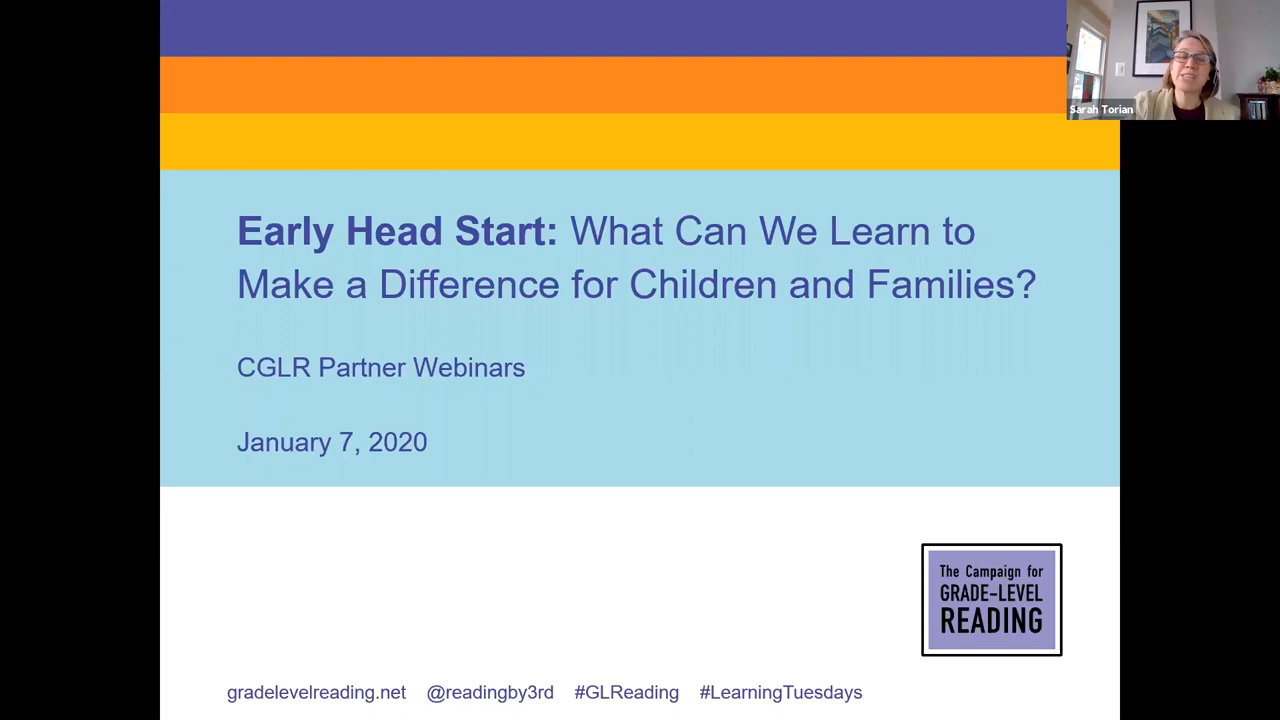 Sarah Torian
Early Head Start: What Can We Learn to
Make a Difference for Children and Families?
CGLR Partner Webinars
January 7, 2020
The Campaign for
GRADE-LEVEL
READING
gradelevelreading.net @readingby3rd #GLReading #LearningTuesdays